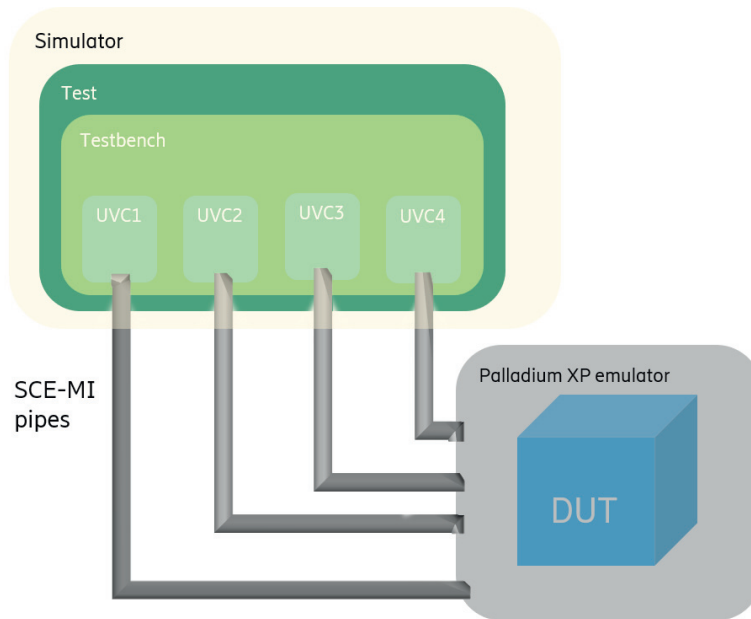 Simulator
Test
Testbench
UVC1 UVC2 UVC3 UVC4
SCE-MI
pipes
Palladium XP emulator
DUT